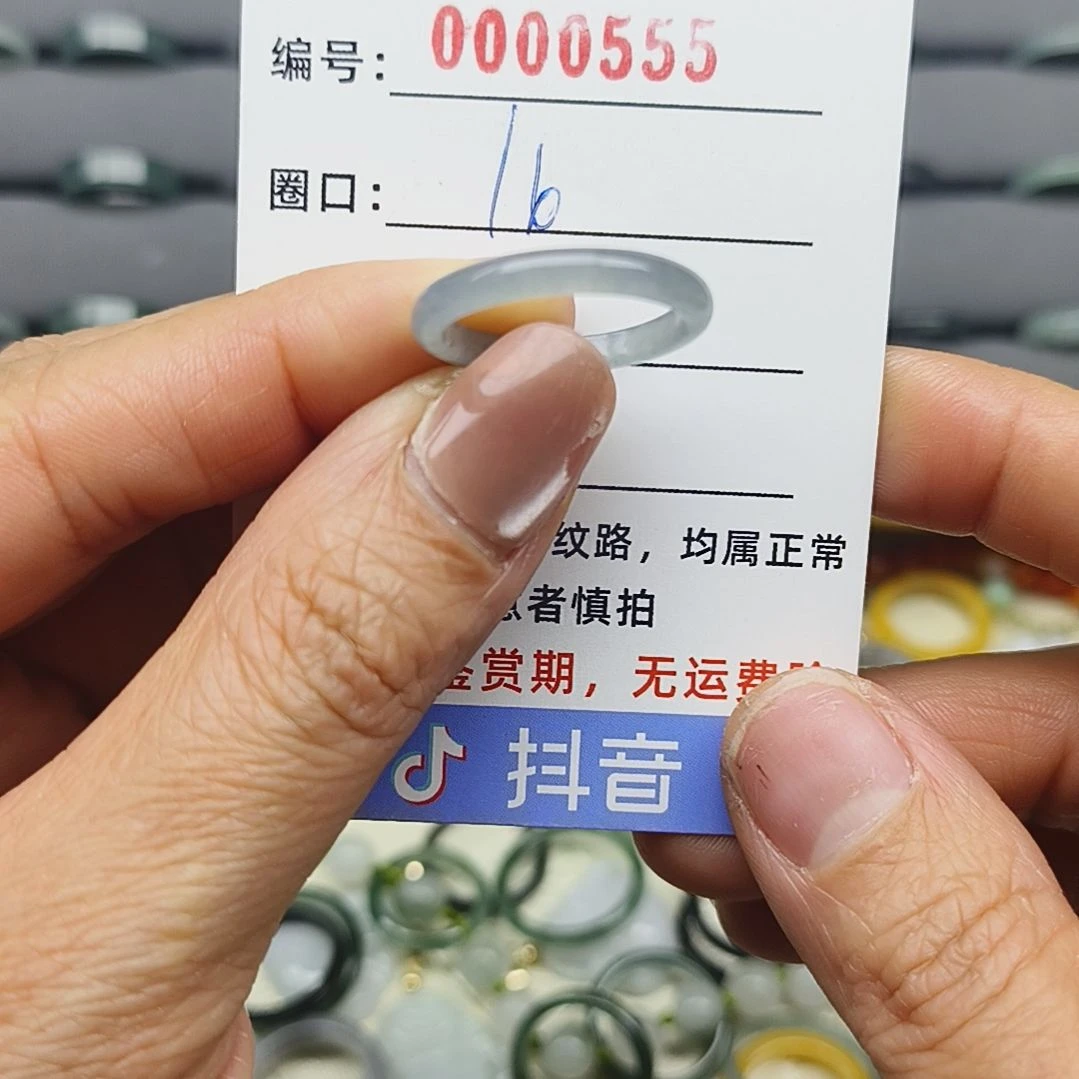 编号: 0000555
圈口: 16
纹路，均属正常
者慎拍
鉴赏期，无运费
抖音